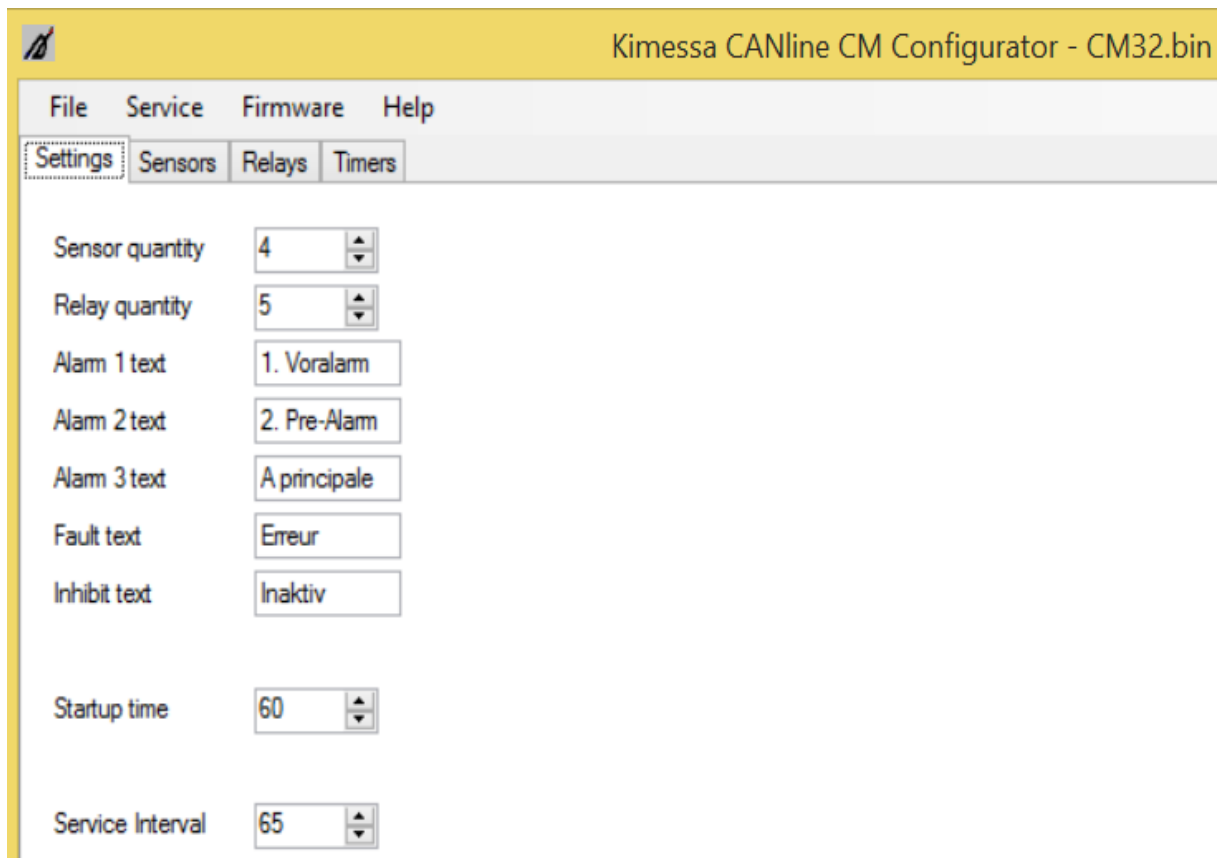 Kimessa CANline CM Configurator - CM32.bin
File Service Firmware Help
Settings Sensors Relays Timers
Sensor quantity 4
Relay quantity 5
Alarm 1 text 1. Voralarm
Alarm 2 text 2. Pre-Alarm
Alarm 3 text A principale
Fault text Erreur
Inhibit text Inaktiv
Startup time 60
Service Interval 65